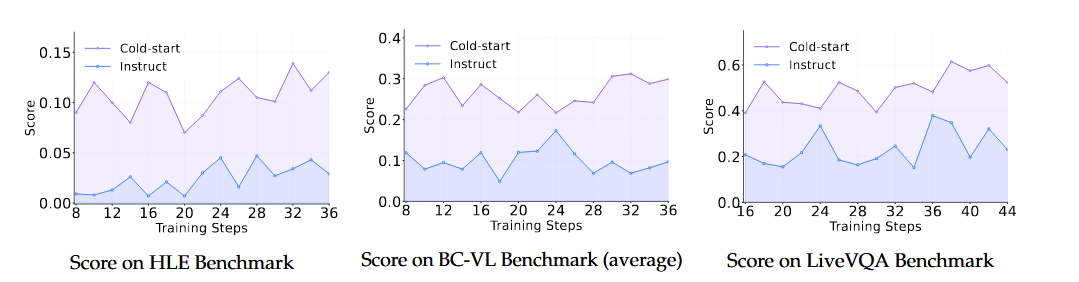 Cold-start
Instruct
0.15
0.10
0.05
0.00
Score
8 12 16 20 24 28 32 36
Training Steps
Score on HLE Benchmark
Cold-start
Instruct
0.4
0.3
0.2
0.1
0.0
Score
8 12 16 20 24 28 32 36
Training Steps
Score on BC-VL Benchmark (average)
Cold-start
Instruct
0.6
0.4
0.2
0.0
Score
16 20 24 28 32 36 40 44
Training Steps
Score on LiveVQA Benchmark